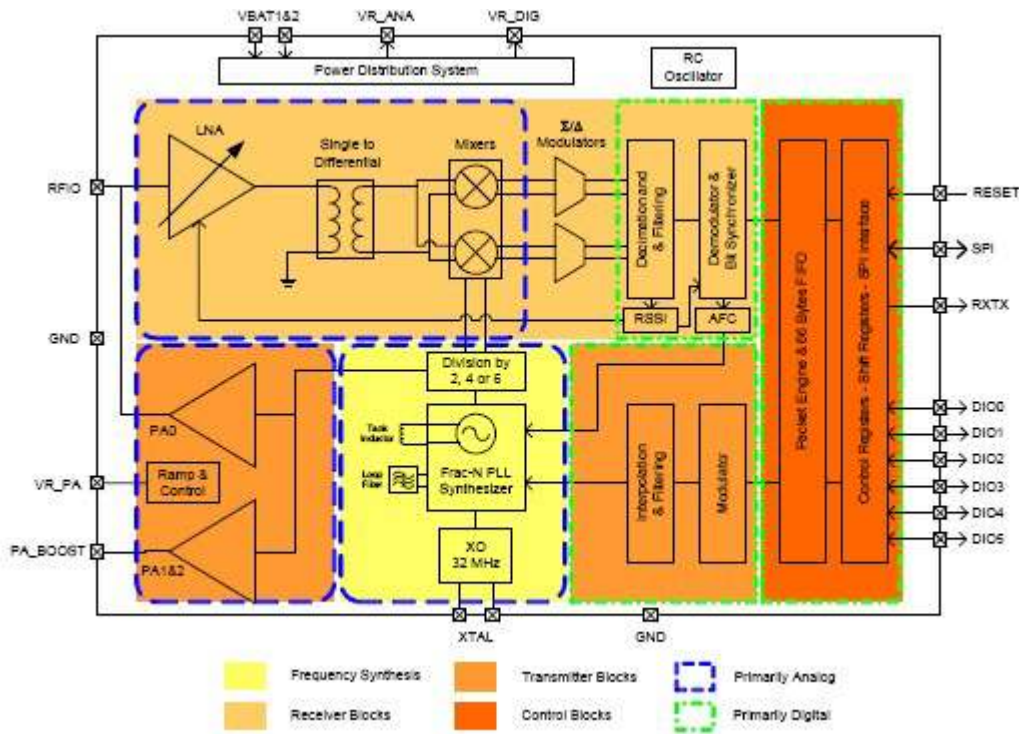 VBAT1&2
VR_ANA
VR_DIG
Power Distribution System
RC
Oscillator
LNA
Single to
Differential
Mixers
Σ/Δ
Modulators
RFIO
Decimation and
& Filtering
Demodulator &
Bit Synchronizer
Packet Engine & 66 Bytes FIFO
Control Registers - Shift Registers - SPI Interface
RESET
SPI
RXTX
RSSI
AFC
GND
Division by
2, 4 or 6
PA0
Tank
Inductor
Loop
Filter
Frac-N PLL
Synthesizer
Interpolation
& Filtering
Modulator
Ramp &
Control
VR_PA
PA_BOOST
PA1&2
XO
32 MHz
DIO0
DIO1
DIO2
DIO3
DIO4
DIO5
XTAL
GND
Frequency Synthesis
Transmitter Blocks
Primarily Analog
Receiver Blocks
Control Blocks
Primarily Digital